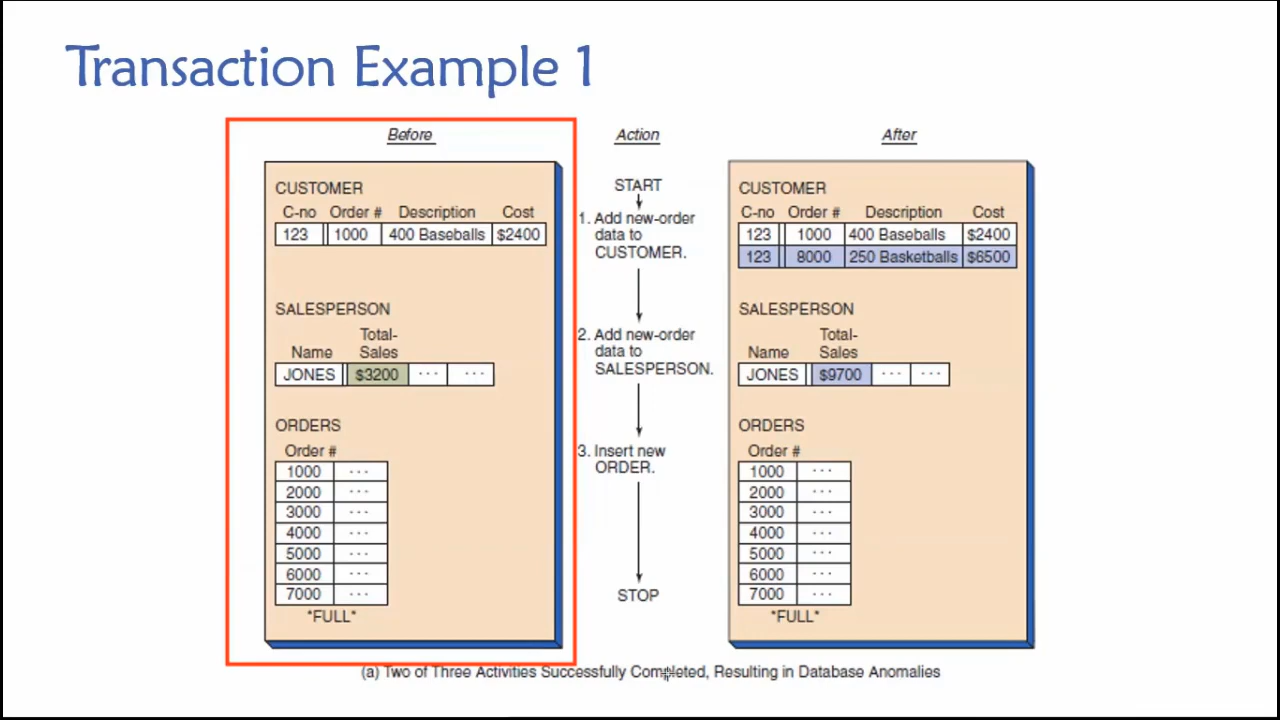 Transaction Example 1
Before
CUSTOMER
C-no Order # Description Cost
123 1000 400 Baseballs $2400
SALESPERSON
Total-
Name Sales
JONES $3200 ··· ···
ORDERS
Order #
1000 ···
2000 ···
3000 ···
4000 ···
5000 ···
6000 ···
7000 ···
*FULL*
Action
START
1. Add new-order
data to
CUSTOMER.
2. Add new-order
data to
SALESPERSON.
3. Insert new
ORDER.
STOP
After
CUSTOMER
C-no Order # Description Cost
123 1000 400 Baseballs $2400
123 8000 250 Basketballs $6500
SALESPERSON
Total-
Name Sales
JONES $9700 ··· ···
ORDERS
Order #
1000 ···
2000 ···
3000 ···
4000 ···
5000 ···
6000 ···
7000 ···
*FULL*
(a) Two of Three Activities Successfully Completed, Resulting in Database Anomalies